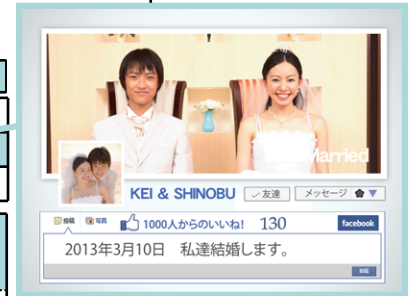 Married
KEI & SHINOBU
友達
メッセージ
投稿
写真
1000人からのいいね!
130
facebook
2013年3月10日 私達結婚します。
投稿